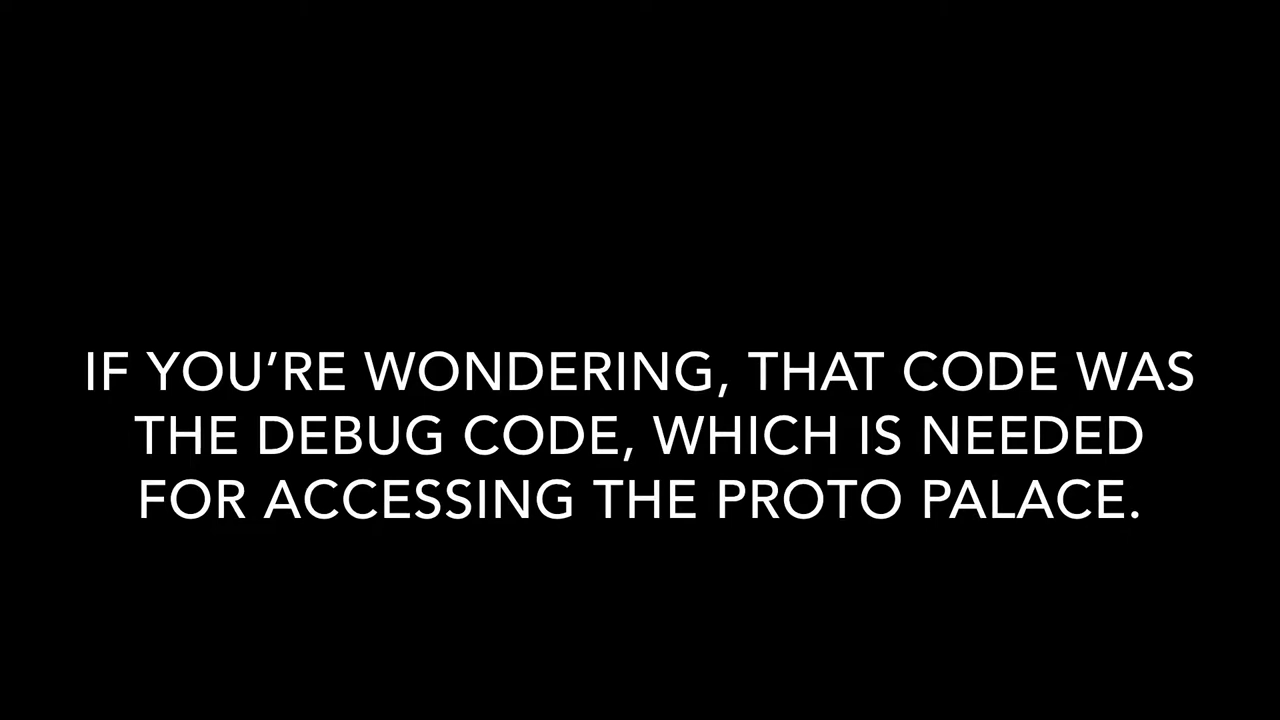 IF YOU’RE WONDERING, THAT CODE WAS
THE DEBUG CODE, WHICH IS NEEDED
FOR ACCESSING THE PROTO PALACE.